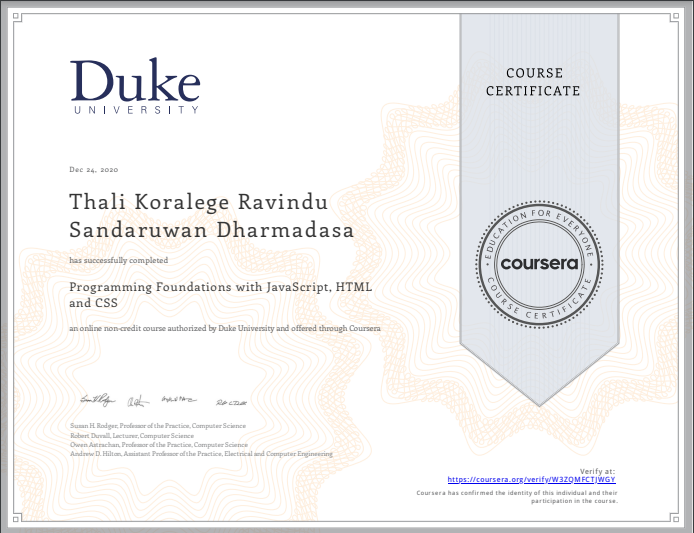 Duke
UNIVERSITY
COURSE
CERTIFICATE
Dec 24, 2020
Thali Koralege Ravindu
Sandaruwan Dharmadasa
has successfully completed
Programming Foundations with JavaScript, HTML
and CSS
an online non-credit course authorized by Duke University and offered through Coursera
EDUCATION FOR EVERYONE
coursera
COURSE CERTIFICATE
Susan H. Rodger, Professor of the Practice, Computer Science
Robert Duvall, Lecturer, Computer Science
Owen Astrachan, Professor of the Practice, Computer Science
Andrew D. Hilton, Assistant Professor of the Practice, Electrical and Computer Engineering
Verify at:
https://coursera.org/verify/W3ZQMFCTJWGY
Coursera has confirmed the identity of this individual and their
participation in the course.